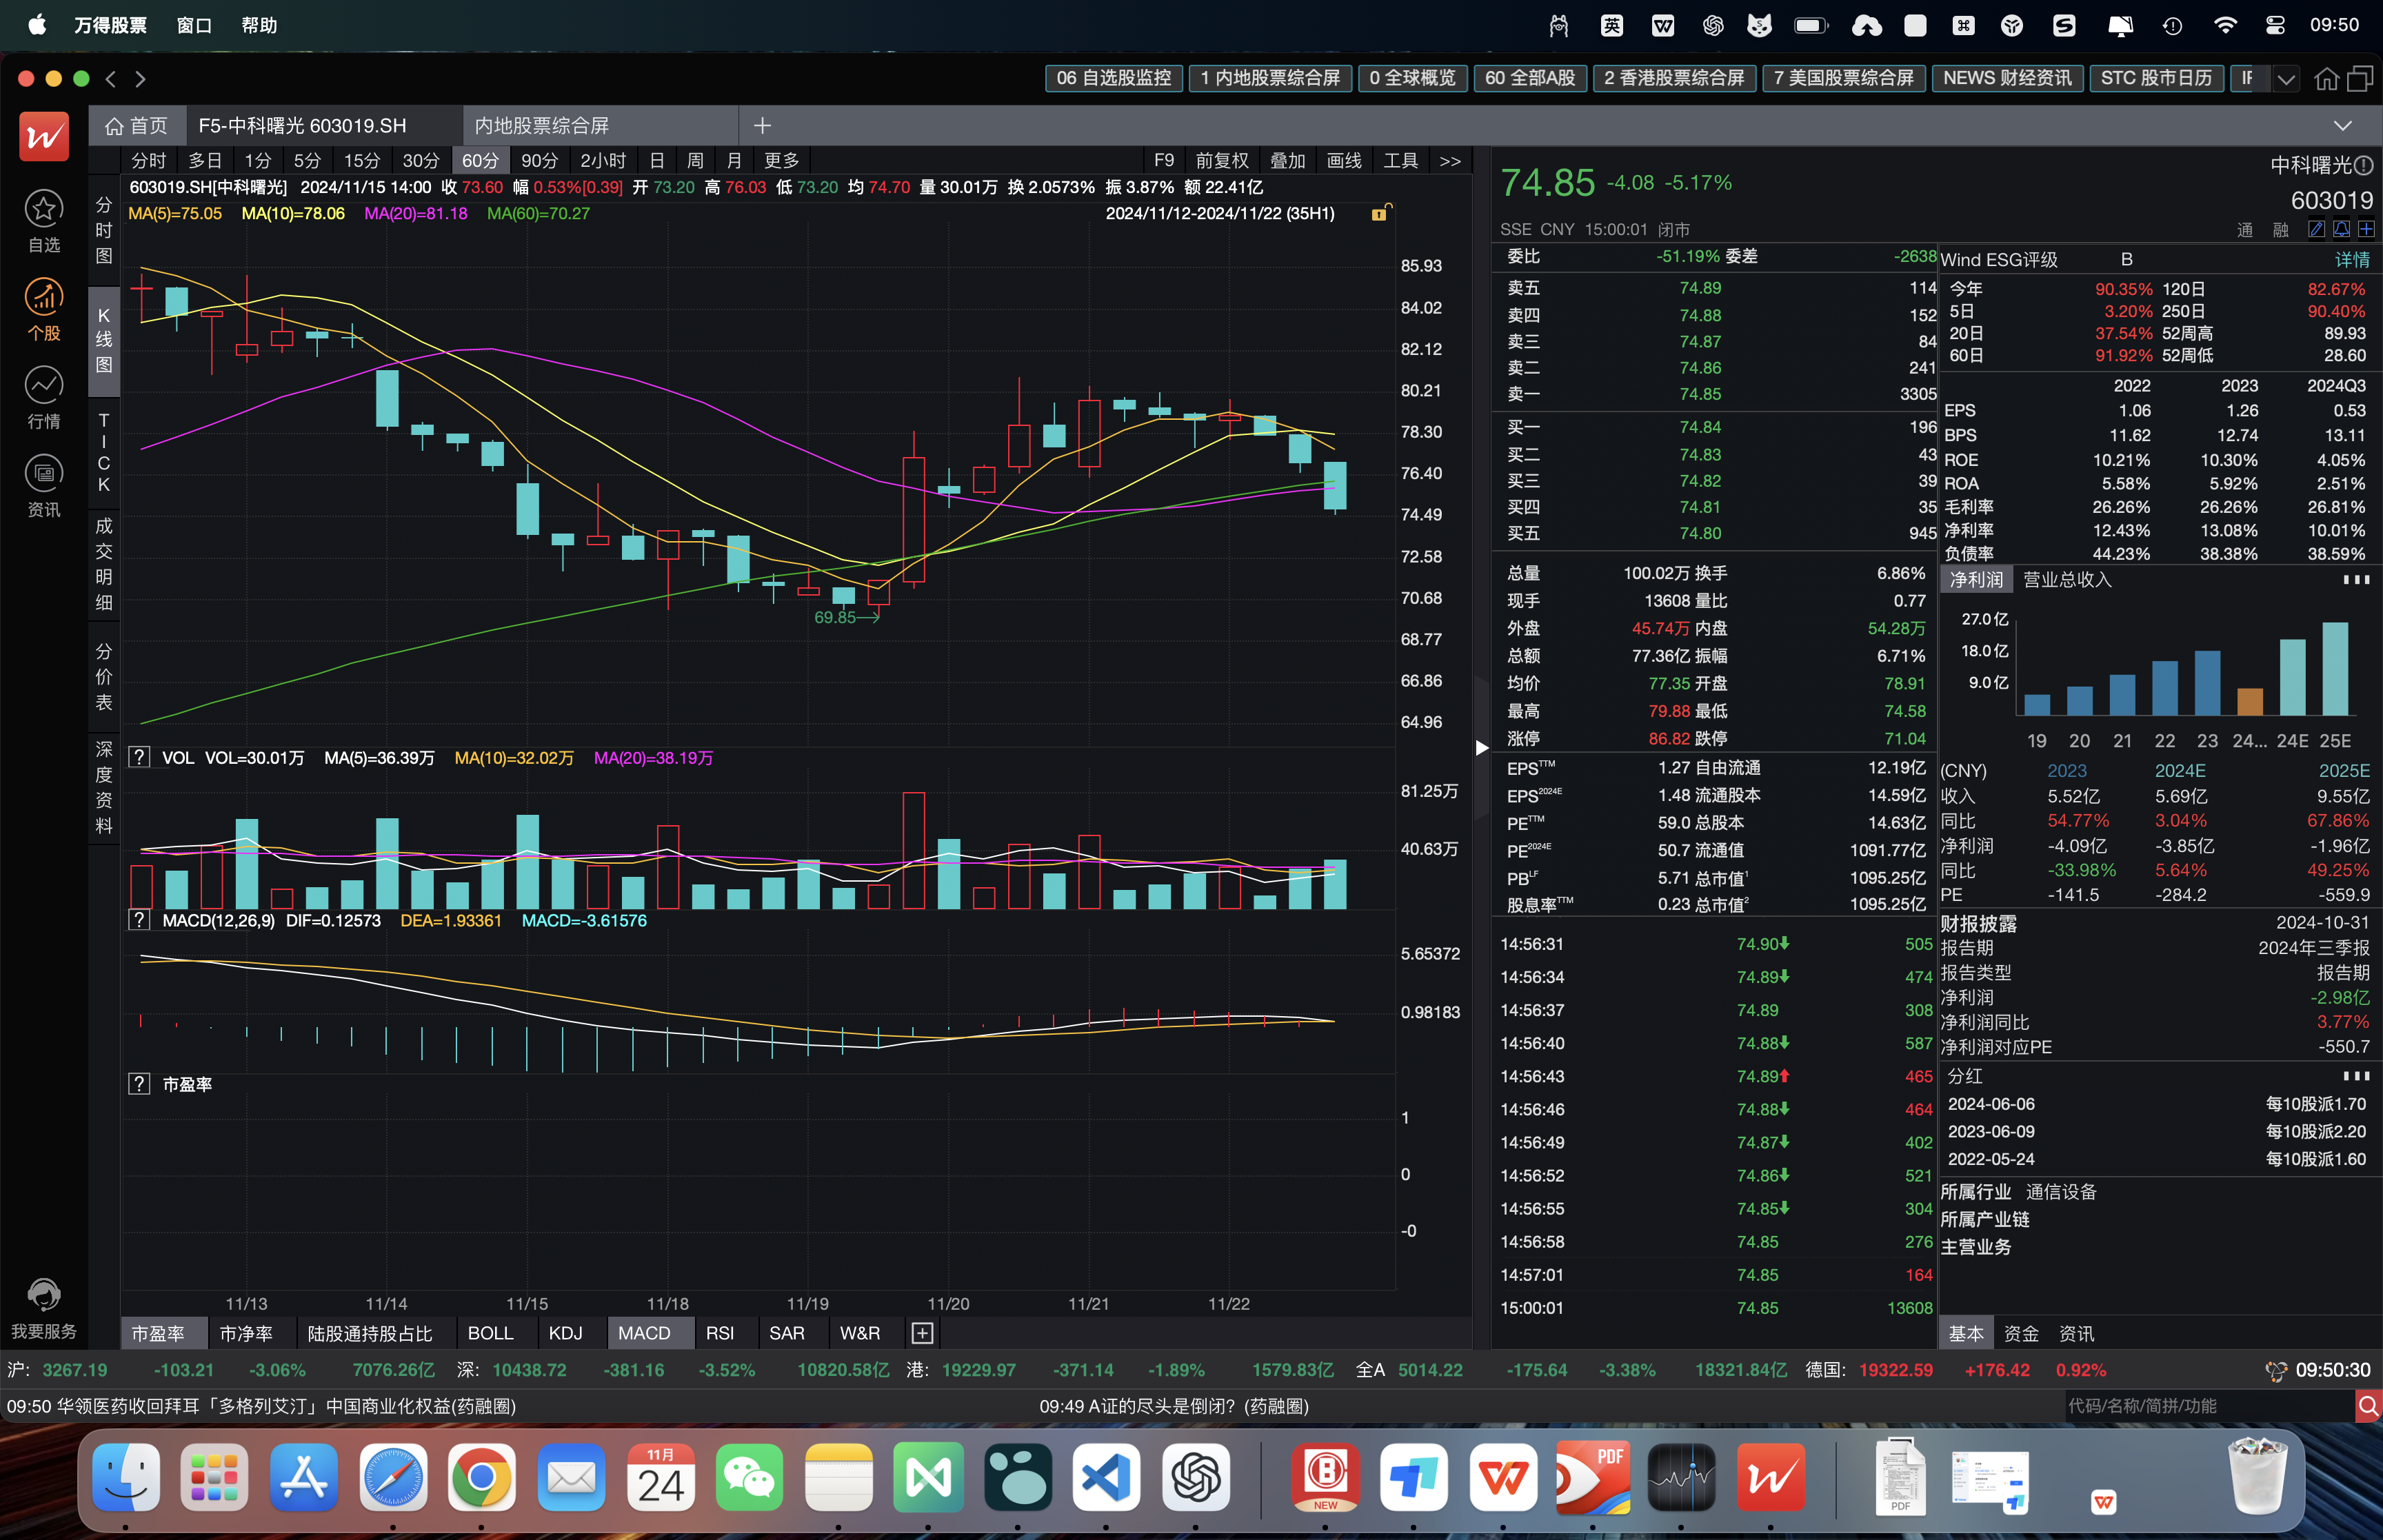 万得股票 窗口 帮助 英 09:50
06 自选股监控 1 内地股票综合屏 0 全球概览 60 全部A股 2 香港股票综合屏 7 美国股票综合屏 NEWS 财经资讯 STC 股市日历
首页 F5-中科曙光 603019.SH 内地股票综合屏
分时 多日 1分 5分 15分 30分 60分 90分 2小时 日 周 月 更多 F9 前复权 叠加 画线 工具 >>
603019.SH[中科曙光] 2024/11/15 14:00 收 73.60 幅 0.53%[0.39] 开 73.20 高 76.03 低 73.20 均 74.70 量 30.01万 换 2.0573% 振 3.87% 额 22.41亿
MA(5)=75.05 MA(10)=78.06 MA(20)=81.18 MA(60)=70.27 2024/11/12-2024/11/22 (35H1)
自选
个股
行情
资讯
我要服务
分时图
K线图
TICK
成交明细
分价表
深度资料
85.93
84.02
82.12
80.21
78.30
76.40
74.49
72.58
70.68
68.77
66.86
64.96
69.85
? VOL VOL=30.01万 MA(5)=36.39万 MA(10)=32.02万 MA(20)=38.19万
81.25万
40.63万
? MACD(12,26,9) DIF=0.12573 DEA=1.93361 MACD=-3.61576
5.65372
0.98183
? 市盈率
1
0
-0
11/13 11/14 11/15 11/18 11/19 11/20 11/21 11/22
市盈率 市净率 陆股通持股占比 BOLL KDJ MACD RSI SAR W&R
74.85 -4.08 -5.17%
中科曙光
603019
SSE CNY 15:00:01 闭市 通 融
委比 -51.19% 委差 -2638
卖五 74.89 114
卖四 74.88 152
卖三 74.87 84
卖二 74.86 241
卖一 74.85 3305
买一 74.84 196
买二 74.83 43
买三 74.82 39
买四 74.81 35
买五 74.80 945
总量 100.02万 换手 6.86%
现手 13608 量比 0.77
外盘 45.74万 内盘 54.28万
总额 77.36亿 振幅 6.71%
均价 77.35 开盘 78.91
最高 79.88 最低 74.58
涨停 86.82 跌停 71.04
EPSTTM 1.27 自由流通 12.19亿
EPS2024E 1.48 流通股本 14.59亿
PETTM 59.0 总股本 14.63亿
PE2024E 50.7 流通值 1091.77亿
PBLF 5.71 总市值1 1095.25亿
股息率TTM 0.23 总市值2 1095.25亿
14:56:31 74.90 505
14:56:34 74.89 474
14:56:37 74.89 308
14:56:40 74.88 587
14:56:43 74.89 465
14:56:46 74.88 464
14:56:49 74.87 402
14:56:52 74.86 521
14:56:55 74.85 304
14:56:58 74.85 276
14:57:01 74.85 164
15:00:01 74.85 13608
Wind ESG评级 B 详情
今年 90.35% 120日 82.67%
5日 3.20% 250日 90.40%
20日 37.54% 52周高 89.93
60日 91.92% 52周低 28.60
2022 2023 2024Q3
EPS 1.06 1.26 0.53
BPS 11.62 12.74 13.11
ROE 10.21% 10.30% 4.05%
ROA 5.58% 5.92% 2.51%
毛利率 26.26% 26.26% 26.81%
净利率 12.43% 13.08% 10.01%
负债率 44.23% 38.38% 38.59%
净利润 营业总收入
27.0亿
18.0亿
9.0亿
19 20 21 22 23 24... 24E 25E
(CNY) 2023 2024E 2025E
收入 5.52亿 5.69亿 9.55亿
同比 54.77% 3.04% 67.86%
净利润 -4.09亿 -3.85亿 -1.96亿
同比 -33.98% 5.64% 49.25%
PE -141.5 -284.2 -559.9
财报披露 2024-10-31
报告期 2024年三季报
报告类型 报告期
净利润 -2.98亿
净利润同比 3.77%
净利润对应PE -550.7
分红
2024-06-06 每10股派1.70
2023-06-09 每10股派2.20
2022-05-24 每10股派1.60
所属行业 通信设备
所属产业链
主营业务
基本 资金 资讯
沪: 3267.19 -103.21 -3.06% 7076.26亿 深: 10438.72 -381.16 -3.52% 10820.58亿 港: 19229.97 -371.14 -1.89% 1579.83亿 全A 5014.22 -175.64 -3.38% 18321.84亿 德国: 19322.59 +176.42 0.92% 09:50:30
09:50 华领医药收回拜耳「多格列艾汀」中国商业化权益(药融圈) 09:49 A证的尽头是倒闭? (药融圈) 代码/名称/简拼/功能
11月
24
NEW
PDF
PDF